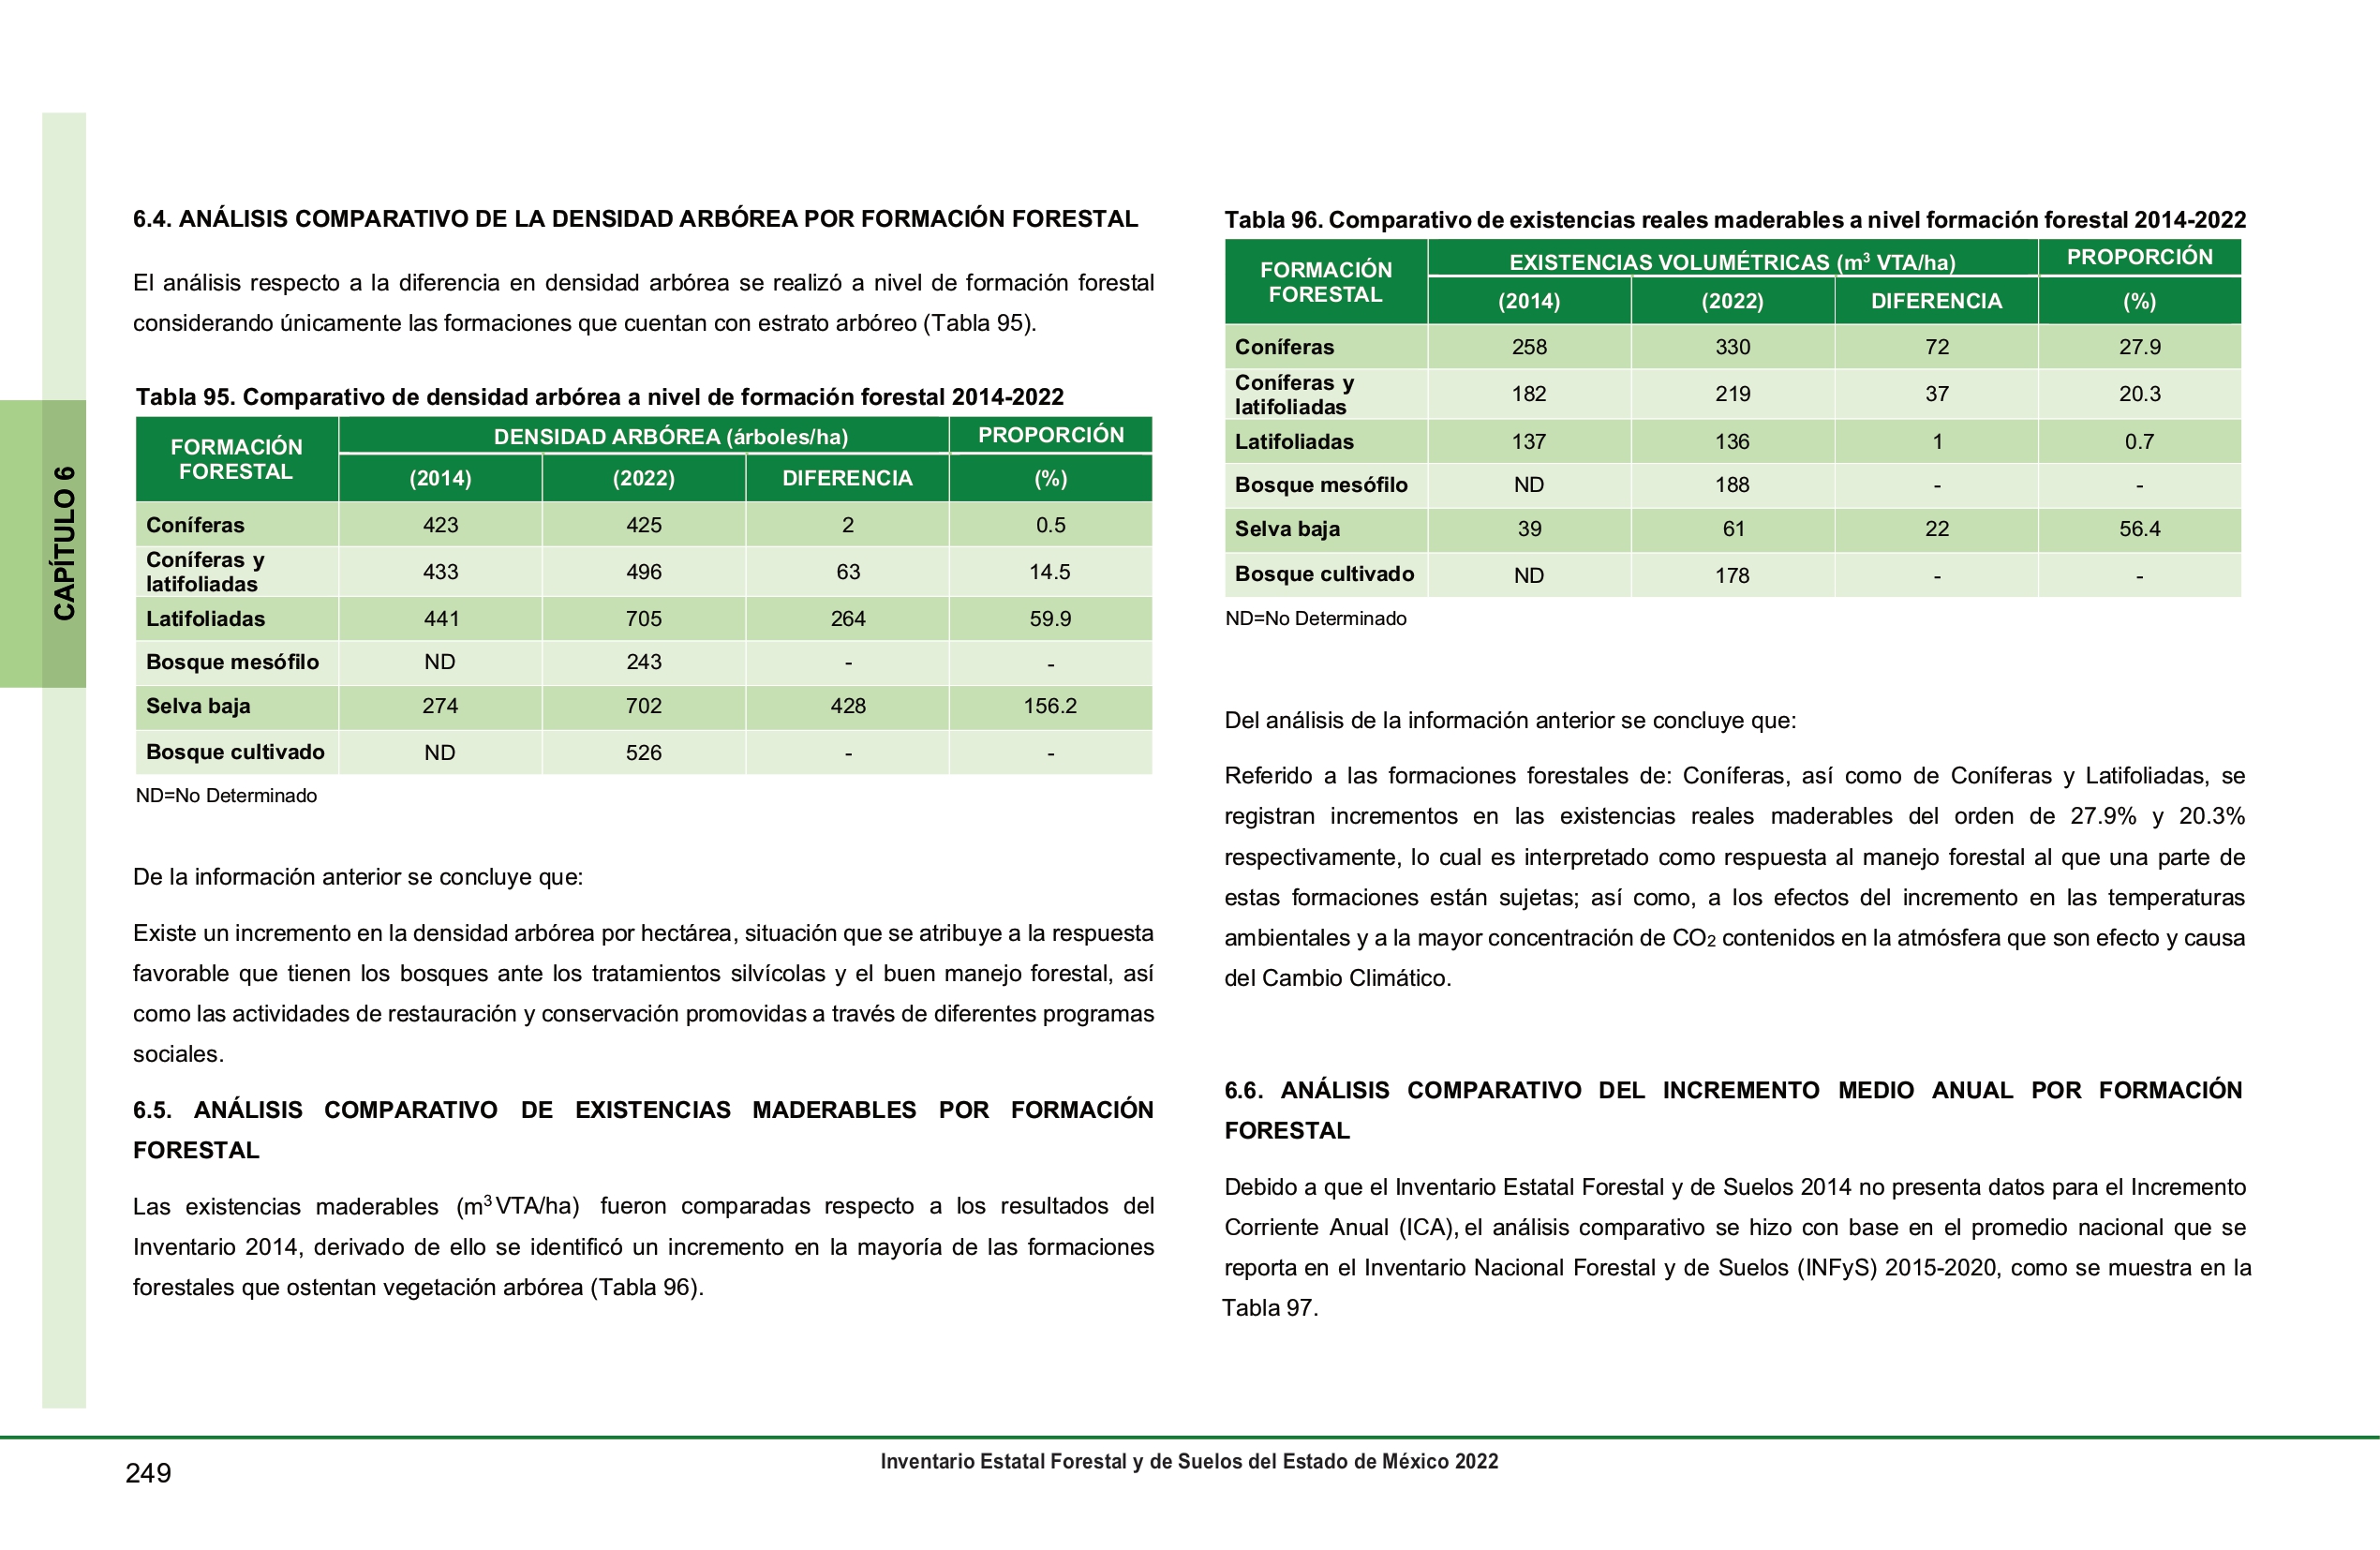 CAPÍTULO 6
6.4. ANÁLISIS COMPARATIVO DE LA DENSIDAD ARBÓREA POR FORMACIÓN FORESTAL
El análisis respecto a la diferencia en densidad arbórea se realizó a nivel de formación forestal
considerando únicamente las formaciones que cuentan con estrato arbóreo (Tabla 95).
Tabla 95. Comparativo de densidad arbórea a nivel de formación forestal 2014-2022
FORMACIÓN FORESTAL DENSIDAD ARBÓREA (árboles/ha) PROPORCIÓN
(2014) (2022) DIFERENCIA (%)
Coníferas 423 425 2 0.5
Coníferas y latifoliadas 433 496 63 14.5
Latifoliadas 441 705 264 59.9
Bosque mesófilo ND 243 - -
Selva baja 274 702 428 156.2
Bosque cultivado ND 526 - -
ND=No Determinado
De la información anterior se concluye que:
Existe un incremento en la densidad arbórea por hectárea, situación que se atribuye a la respuesta
favorable que tienen los bosques ante los tratamientos silvícolas y el buen manejo forestal, así
como las actividades de restauración y conservación promovidas a través de diferentes programas
sociales.
6.5. ANÁLISIS COMPARATIVO DE EXISTENCIAS MADERABLES POR FORMACIÓN
FORESTAL
Las existencias maderables (m³ VTA/ha) fueron comparadas respecto a los resultados del
Inventario 2014, derivado de ello se identificó un incremento en la mayoría de las formaciones
forestales que ostentan vegetación arbórea (Tabla 96).
Tabla 96. Comparativo de existencias reales maderables a nivel formación forestal 2014-2022
FORMACIÓN FORESTAL EXISTENCIAS VOLUMÉTRICAS (m³ VTA/ha) PROPORCIÓN
(2014) (2022) DIFERENCIA (%)
Coníferas 258 330 72 27.9
Coníferas y latifoliadas 182 219 37 20.3
Latifoliadas 137 136 1 0.7
Bosque mesófilo ND 188 - -
Selva baja 39 61 22 56.4
Bosque cultivado ND 178 - -
ND=No Determinado
Del análisis de la información anterior se concluye que:
Referido a las formaciones forestales de: Coníferas, así como de Coníferas y Latifoliadas, se
registran incrementos en las existencias reales maderables del orden de 27.9% y 20.3%
respectivamente, lo cual es interpretado como respuesta al manejo forestal al que una parte de
estas formaciones están sujetas; así como, a los efectos del incremento en las temperaturas
ambientales y a la mayor concentración de CO₂ contenidos en la atmósfera que son efecto y causa
del Cambio Climático.
6.6. ANÁLISIS COMPARATIVO DEL INCREMENTO MEDIO ANUAL POR FORMACIÓN
FORESTAL
Debido a que el Inventario Estatal Forestal y de Suelos 2014 no presenta datos para el Incremento
Corriente Anual (ICA), el análisis comparativo se hizo con base en el promedio nacional que se
reporta en el Inventario Nacional Forestal y de Suelos (INFyS) 2015-2020, como se muestra en la
Tabla 97.
249
Inventario Estatal Forestal y de Suelos del Estado de México 2022